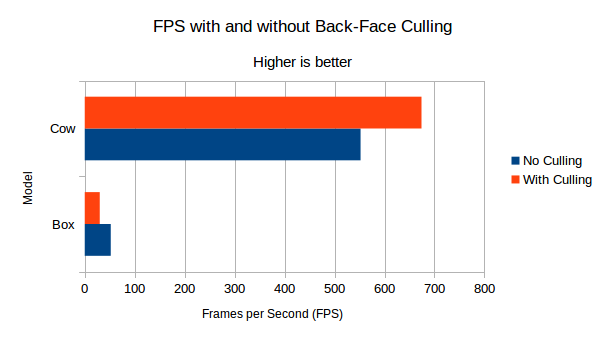 FPS with and without Back-Face Culling
Higher is better
Cow
Box
Model
0 100 200 300 400 500 600 700 800
Frames per Second (FPS)
No Culling
With Culling